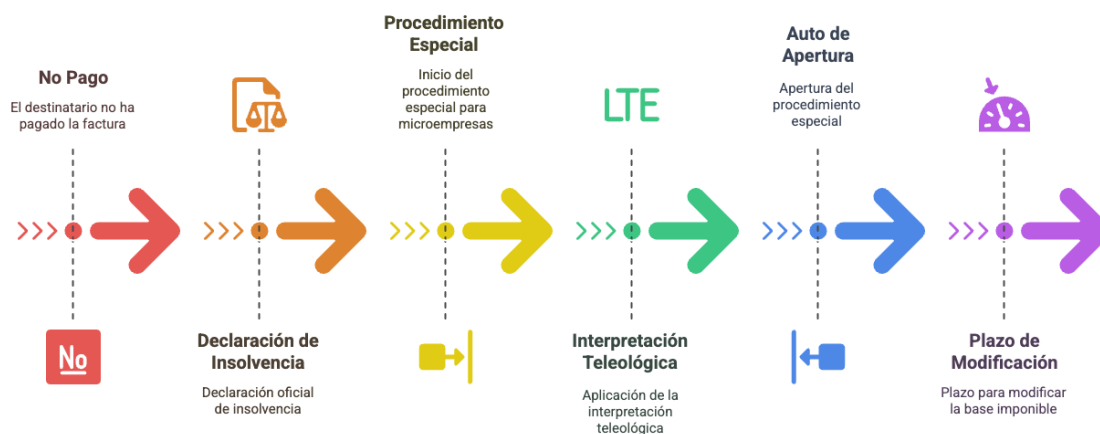 No Pago
El destinatario no ha
pagado la factura
No
Declaración de
Insolvencia
Declaración oficial
de insolvencia
Procedimiento
Especial
Inicio del
procedimiento
especial para
microempresas
LTE
Interpretación
Teleológica
Aplicación de la
interpretación
teleológica
Auto de
Apertura
Apertura del
procedimiento
especial
Plazo de
Modificación
Plazo para modificar
la base imponible